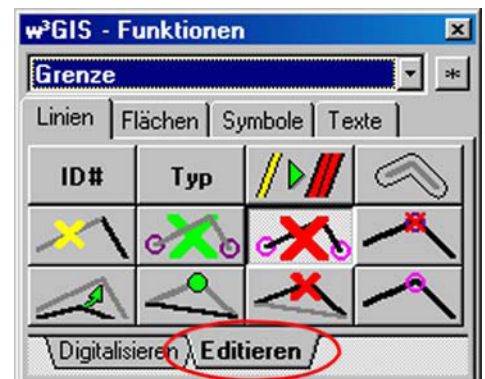 w³GIS - Funktionen
Grenze
Linien Flächen Symbole Texte
ID# Typ
Digitalisieren Editieren